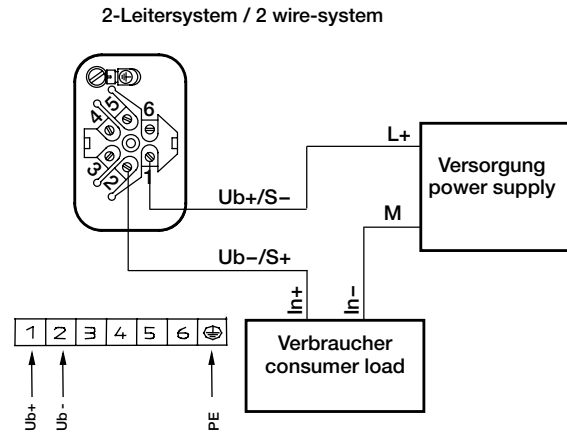 2-Leitersystem / 2 wire-system
6
5
4
3
2
1
L+
Versorgung
power supply
Ub+/S−
M
Ub−/S+
In+
In−
Verbraucher
consumer load
1 2 3 4 5 6
Ub+
Ub-
PE